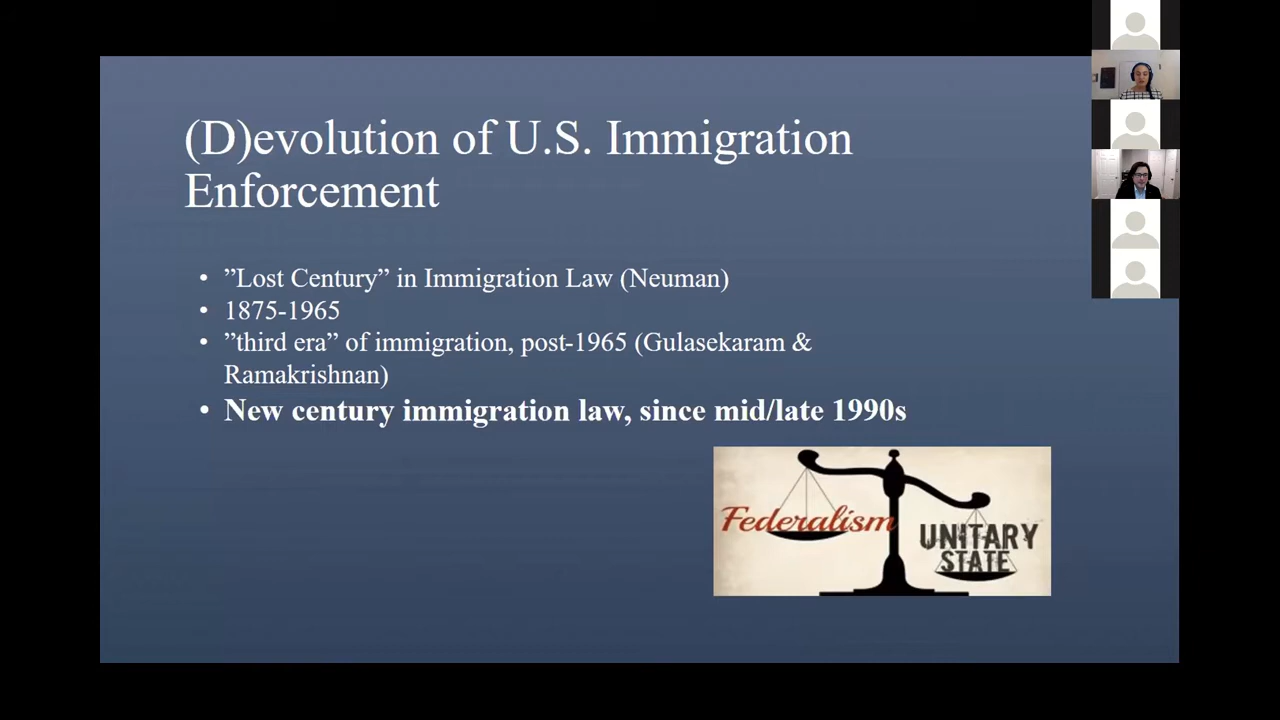 (D)evolution of U.S. Immigration
Enforcement
• ”Lost Century” in Immigration Law (Neuman)
• 1875-1965
• ”third era” of immigration, post-1965 (Gulasekaram &
Ramakrishnan)
• New century immigration law, since mid/late 1990s
Federalism
UNITARY
STATE